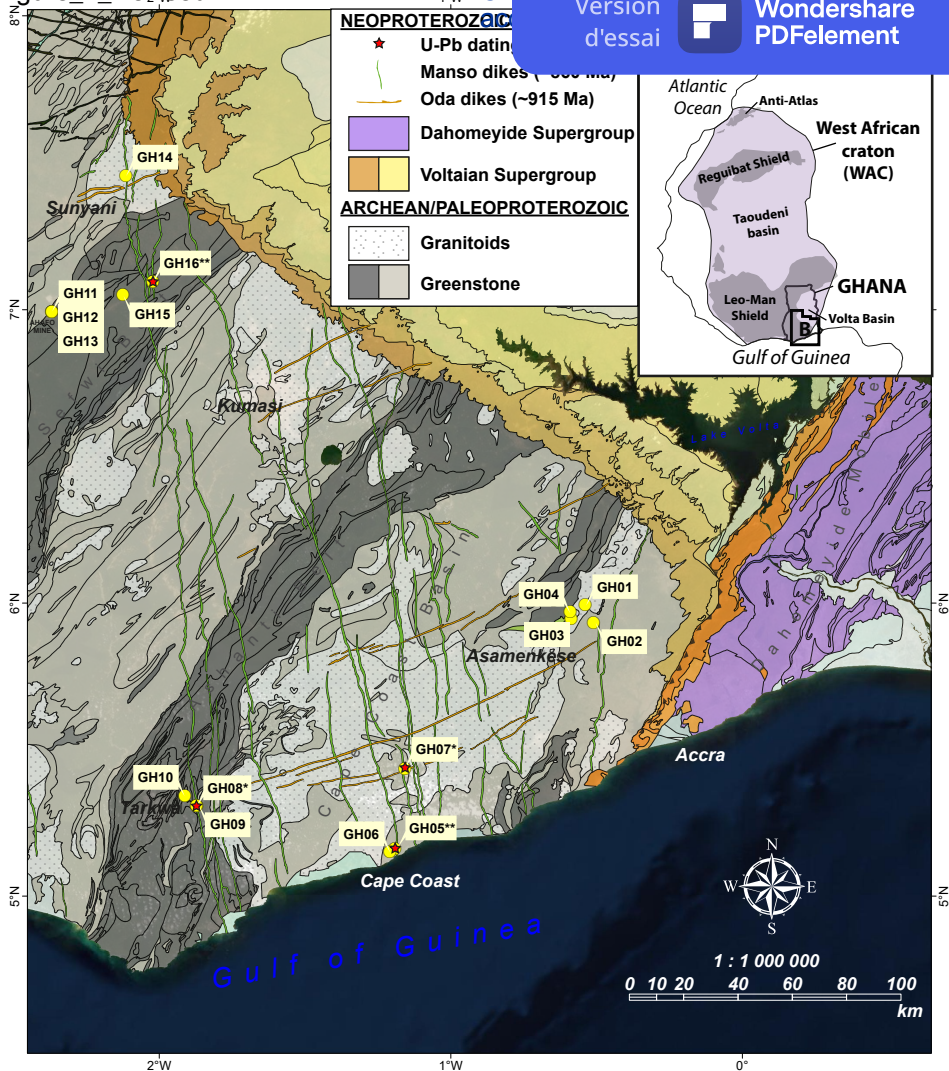 Version
d'essai
Wondershare
PDFelement
8°N
NEOPROTEROZOIC
U-Pb dating
Manso dikes
Oda dikes (~915 Ma)
Dahomeyide Supergroup
Voltaian Supergroup
ARCHEAN/PALEOPROTEROZOIC
Granitoids
Greenstone
Atlantic
Ocean
Anti-Atlas
West African
craton
(WAC)
Reguibat Shield
Taoudeni
basin
Leo-Man
Shield
GHANA
Volta Basin
B
Gulf of Guinea
GH14
Sunyani
GH16**
GH11
GH12
GH13
AHAFO
MINE
GH15
7°N
Kumasi
Lake Volta
6°N
6°N
GH04
GH01
GH03
GH02
Asamenkese
Accra
GH07*
GH10
GH08*
Tarkwa
GH09
GH06
GH05**
Cape Coast
5°N
5°N
Gulf of Guinea
N
W
E
S
1 : 1 000 000
0 10 20 40 60 80 100
km
2°W
1°W
0°